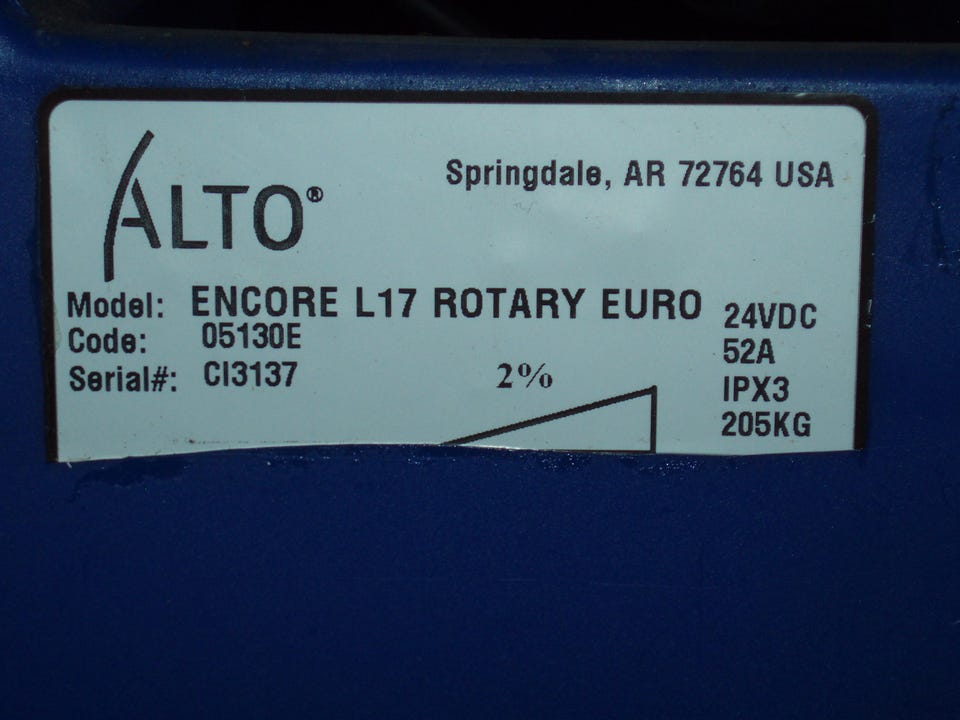 ALTO®
Springdale, AR 72764 USA
Model: ENCORE L17 ROTARY EURO
Code: 05130E
Serial#: CI3137
2%
24VDC
52A
IPX3
205KG